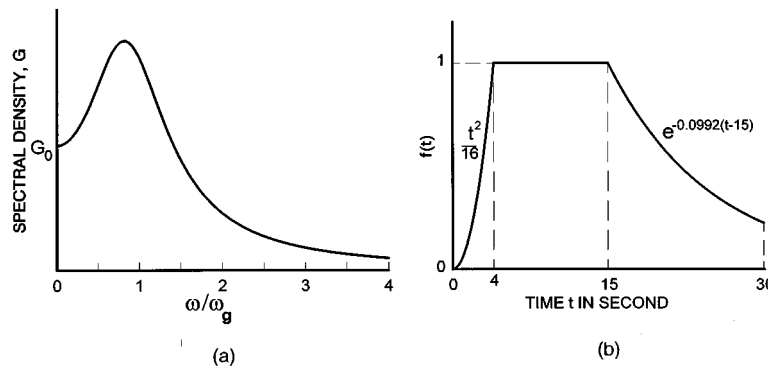 SPECTRAL DENSITY, G
G₀
0 1 2 3 4
ω/ω_g
(a)
f(t)
1
0
t²/16
e^-0.0992(t-15)
0 4 15 30
TIME t IN SECOND
(b)